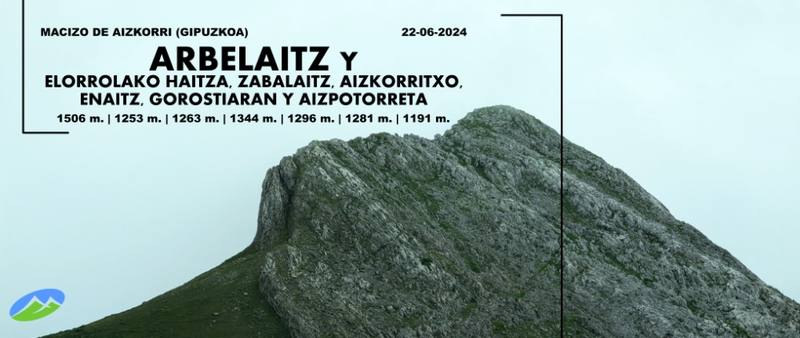 MACIZO DE AIZKORRI (GIPUZKOA)
22-06-2024
ARBELAITZ Y
ELORROLAKO HAITZA, ZABALAITZ, AIZKORRITXO,
ENAITZ, GOROSTIARAN Y AIZPOTORRETA
1506 m. | 1253 m. | 1263 m. | 1344 m. | 1296 m. | 1281 m. | 1191 m.